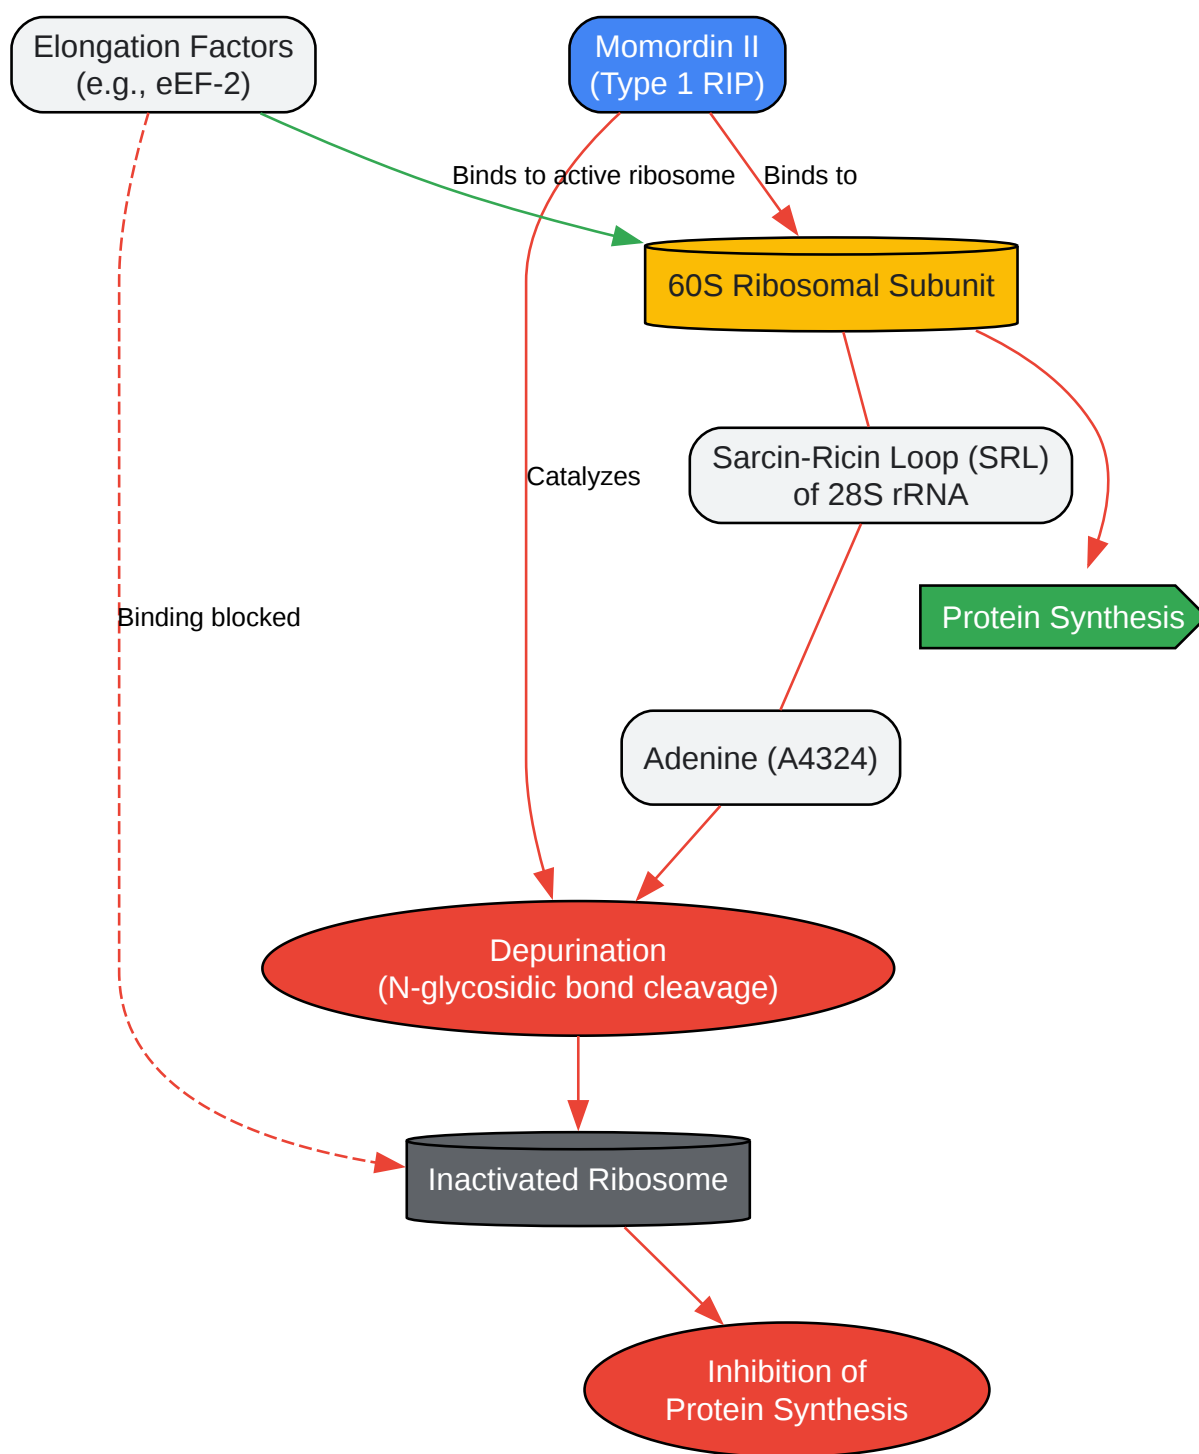 Elongation Factors
(e.g., eEF-2)
Momordin II
(Type 1 RIP)
Binds to active ribosome
Binds to
60S Ribosomal Subunit
Sarcin-Ricin Loop (SRL)
of 28S rRNA
Catalyzes
Binding blocked
Protein Synthesis
Adenine (A4324)
Depurination
(N-glycosidic bond cleavage)
Inactivated Ribosome
Inhibition of
Protein Synthesis